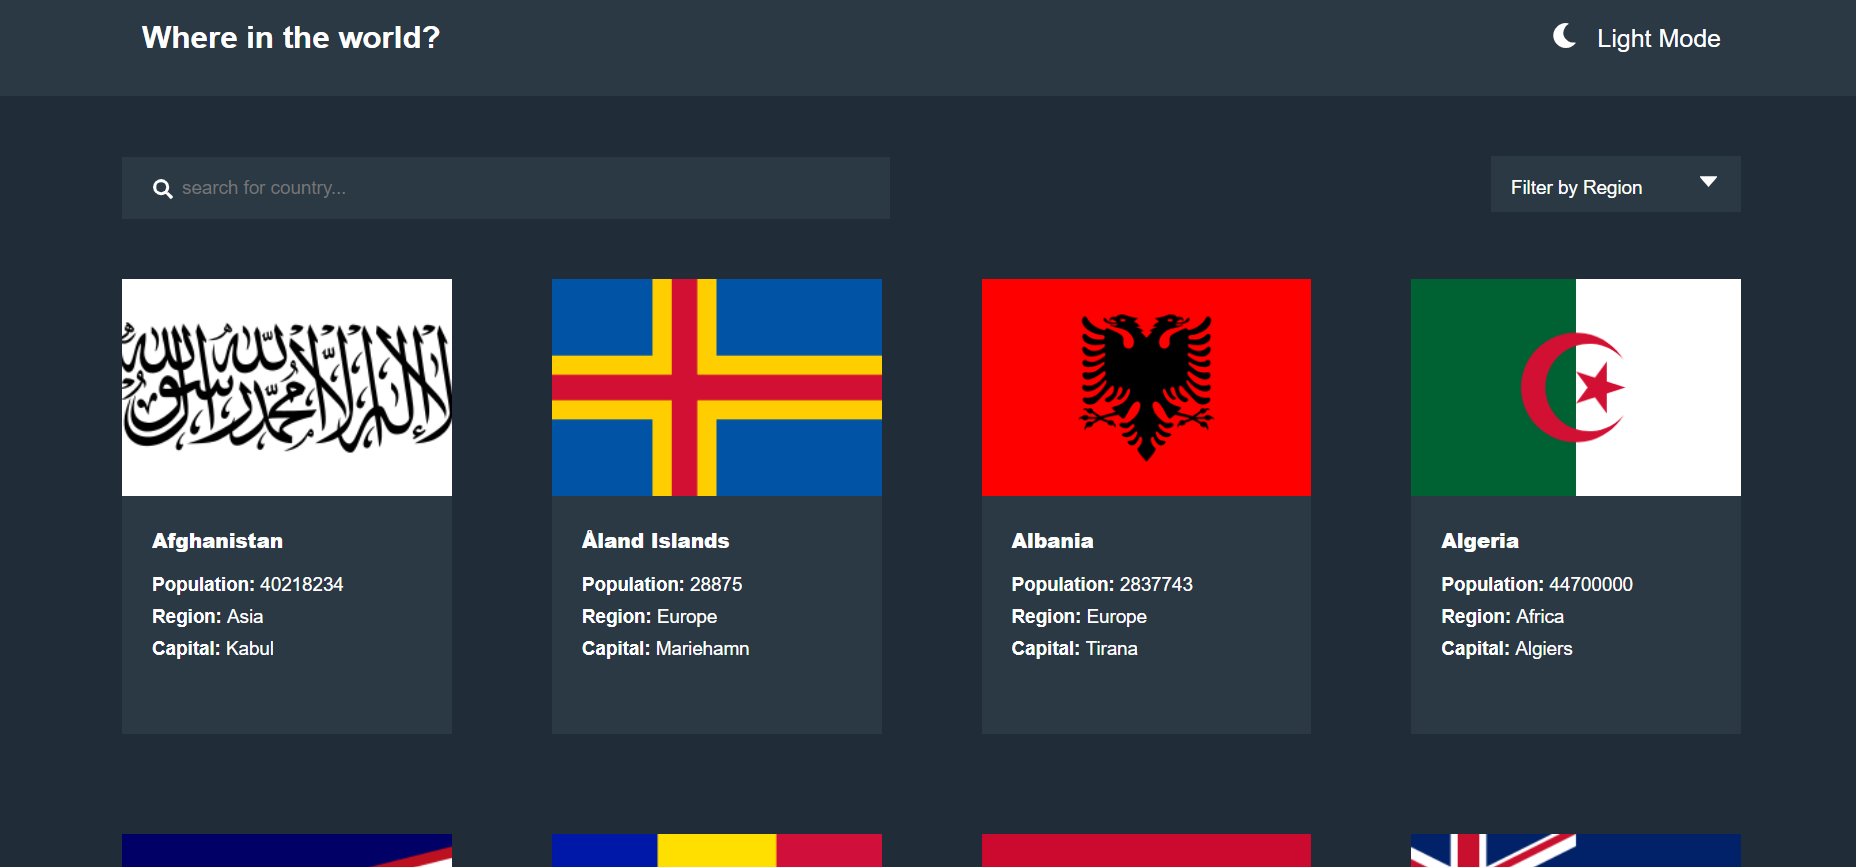 Where in the world?
Light Mode
search for country...
Filter by Region
لا إله إلا الله محمد رسول الله
Afghanistan
Population: 40218234
Region: Asia
Capital: Kabul
Åland Islands
Population: 28875
Region: Europe
Capital: Mariehamn
Albania
Population: 2837743
Region: Europe
Capital: Tirana
Algeria
Population: 44700000
Region: Africa
Capital: Algiers